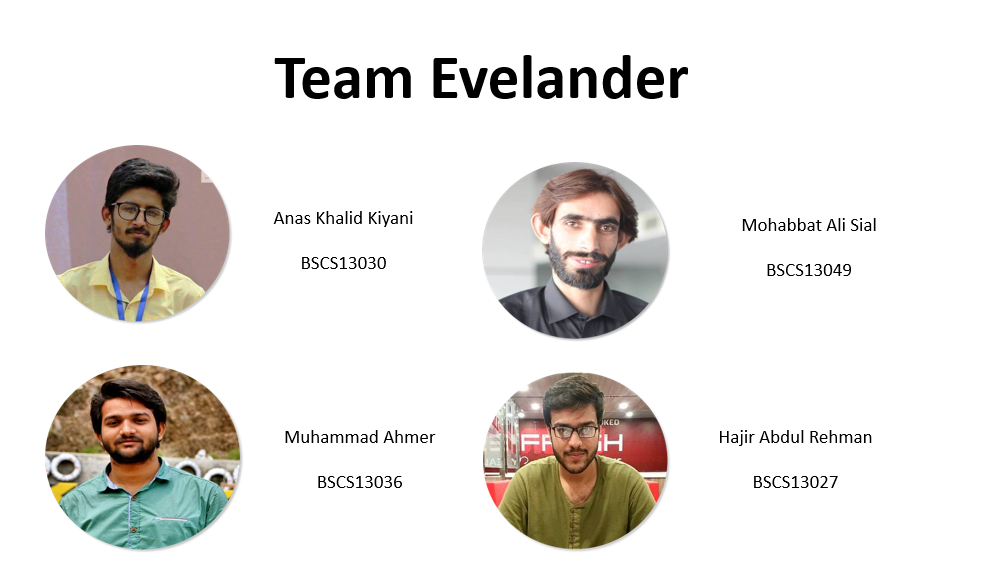 Team Evelander
Anas Khalid Kiyani
BSCS13030
Mohabbat Ali Sial
BSCS13049
Muhammad Ahmer
BSCS13036
Hajir Abdul Rehman
BSCS13027